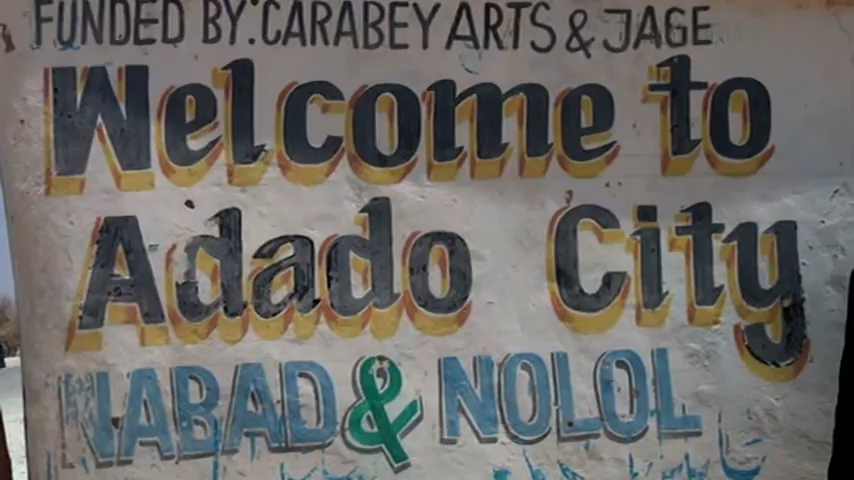 FUNDED BY: CARABEY ARTS & JAGE
Welcome to
Adado City
NABAD & NOLOL